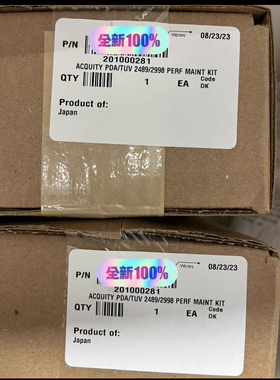 P/N 全新100% Waters 08/23/23
201000281
ACQUITY PDA/TUV 2489/2998 PERF MAINT KIT
QTY 1 EA Code
DK
Product of:
Japan
P/N 全新100% Waters 08/23/23
201000281
ACQUITY PDA/TUV 2489/2998 PERF MAINT KIT
QTY 1 EA Code
DK
Product of:
Japan